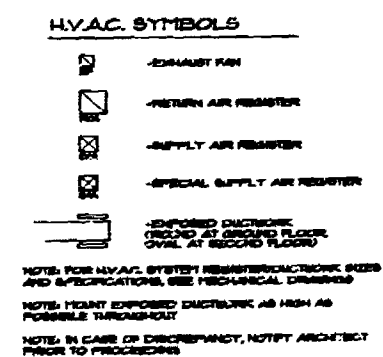 H.V.A.C. SYMBOLS
-EXHAUST FAN
-RETURN AIR REGISTER
-SUPPLY AIR REGISTER
-SPECIAL SUPPLY AIR REGISTER
-EXPOSED DUCTWORK
(ROUND AT GROUND FLOOR,
OVAL AT SECOND FLOOR)
NOTE: FOR H.V.A.C. SYSTEM REGISTER/DUCTWORK SIZES
AND SPECIFICATIONS, SEE MECHANICAL DRAWINGS
NOTE: MOUNT EXPOSED DUCTWORK AS HIGH AS
POSSIBLE THROUGHOUT
NOTE: IN CASE OF DISCREPANCY, NOTIFY ARCHITECT
PRIOR TO PROCEEDING